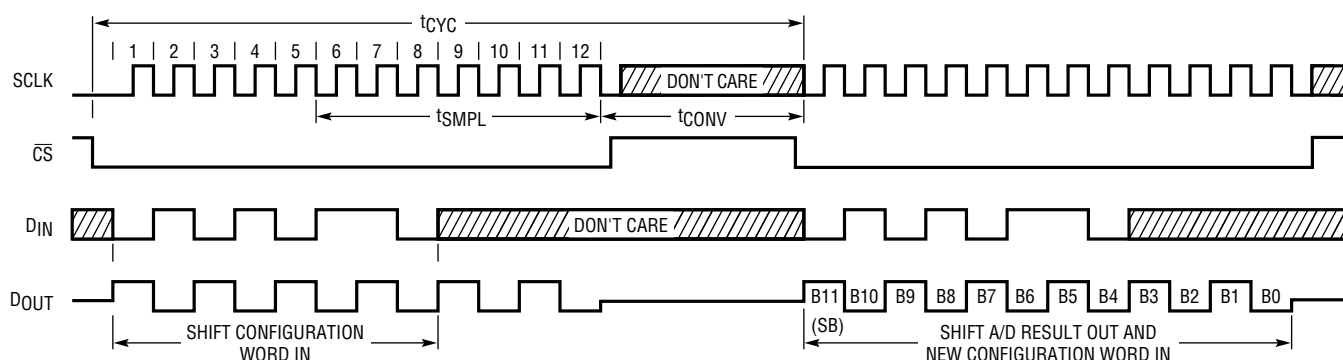 tCYC
1 2 3 4 5 6 7 8 9 10 11 12
SCLK
DON'T CARE
tSMPL
tCONV
CS
DIN
DON'T CARE
DOUT
B11 B10 B9 B8 B7 B6 B5 B4 B3 B2 B1 B0
(SB)
SHIFT CONFIGURATION
WORD IN
SHIFT A/D RESULT OUT AND
NEW CONFIGURATION WORD IN